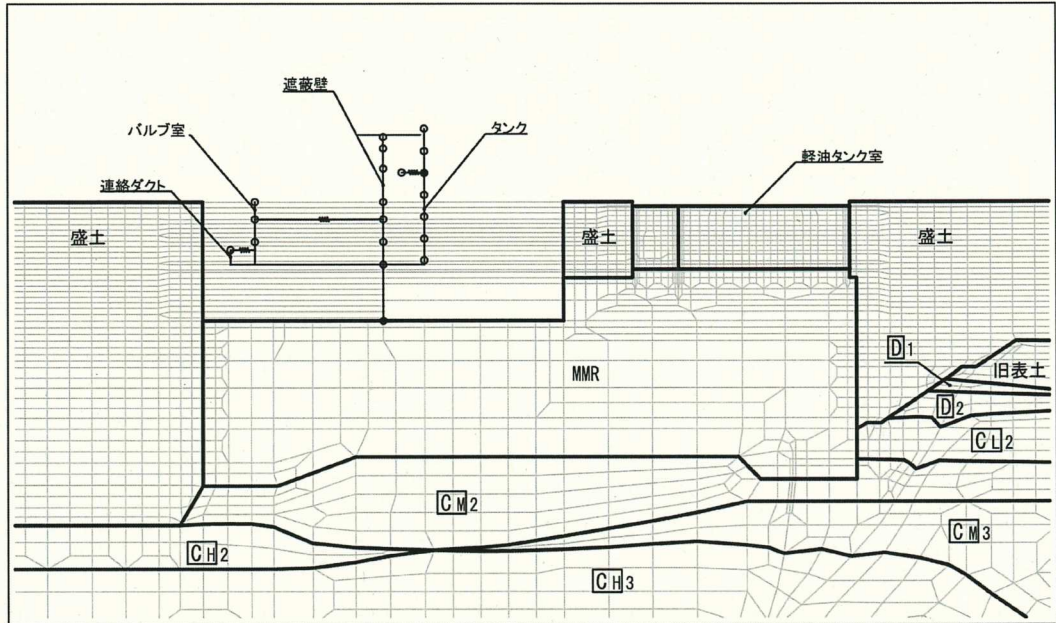 遮蔽壁
バルブ室
タンク
連絡ダクト
軽油タンク室
盛土
盛土
盛土
MMR
D1
旧表土
D2
CL2
CM2
CM3
CH2
CH3